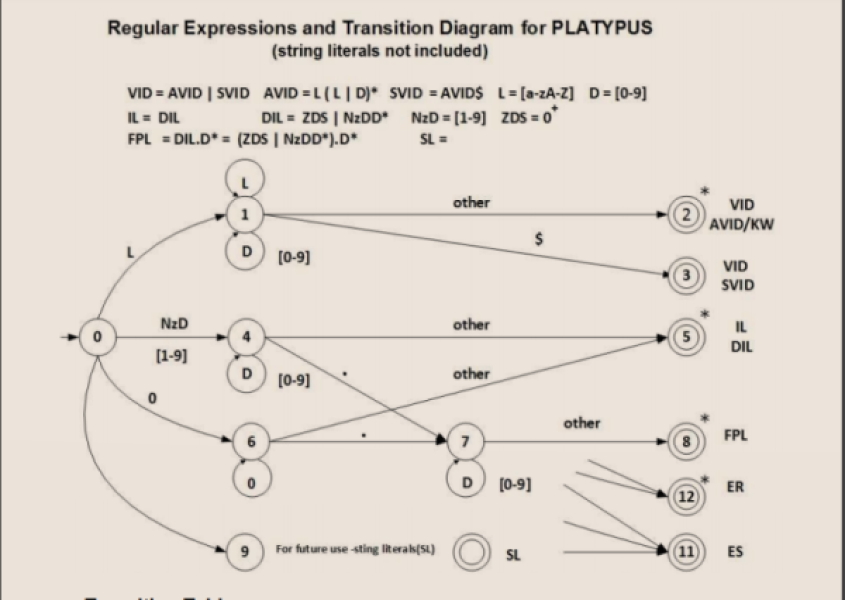 Regular Expressions and Transition Diagram for PLATYPUS
(string literals not included)
VID = AVID | SVID AVID = L ( L | D)* SVID = AVID$ L = [a-zA-Z] D = [0-9]
IL = DIL DIL = ZDS | NzDD* NzD = [1-9] ZDS = 0+
FPL = DIL.D* = (ZDS | NzDD*).D* SL =
L
1
other
2
*
VID
AVID/KW
$
L
D
[0-9]
3
VID
SVID
0
NzD
[1-9]
4
other
5
*
IL
DIL
D
[0-9]
.
other
0
6
.
7
other
8
*
FPL
0
D
[0-9]
12
*
ER
9
For future use -sting literals(SL)
SL
11
ES